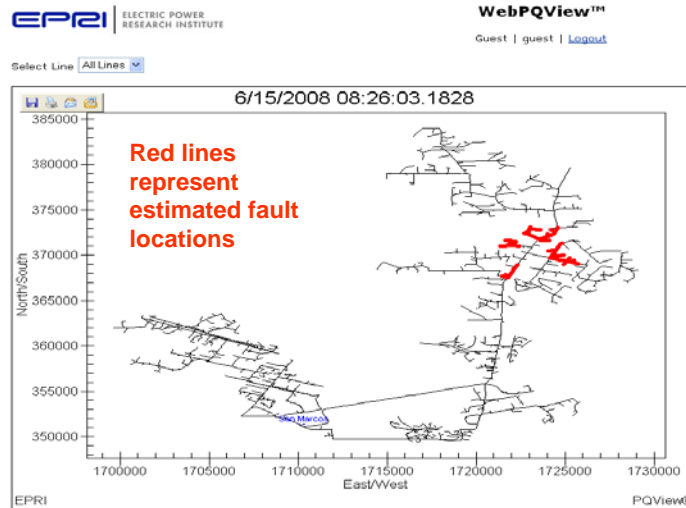 EPRI ELECTRIC POWER
RESEARCH INSTITUTE
WebPQView™
Guest | guest | Logout
Select Line All Lines
6/15/2008 08:26:03.1828
Red lines
represent
estimated fault
locations
North/South
385000
380000
375000
370000
365000
360000
355000
350000
San Marcos
1700000 1705000 1710000 1715000 1720000 1725000 1730000
East/West
EPRI